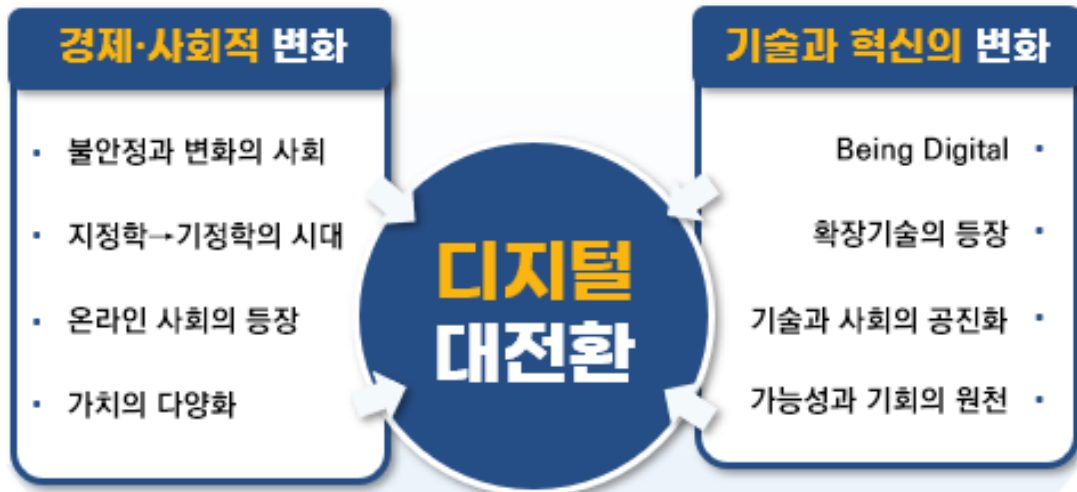 경제·사회적 변화
· 불안정과 변화의 사회
· 지정학→기정학의 시대
· 온라인 사회의 등장
· 가치의 다양화
디지털
대전환
기술과 혁신의 변화
Being Digital ·
확장기술의 등장 ·
기술과 사회의 공진화 ·
가능성과 기회의 원천 ·